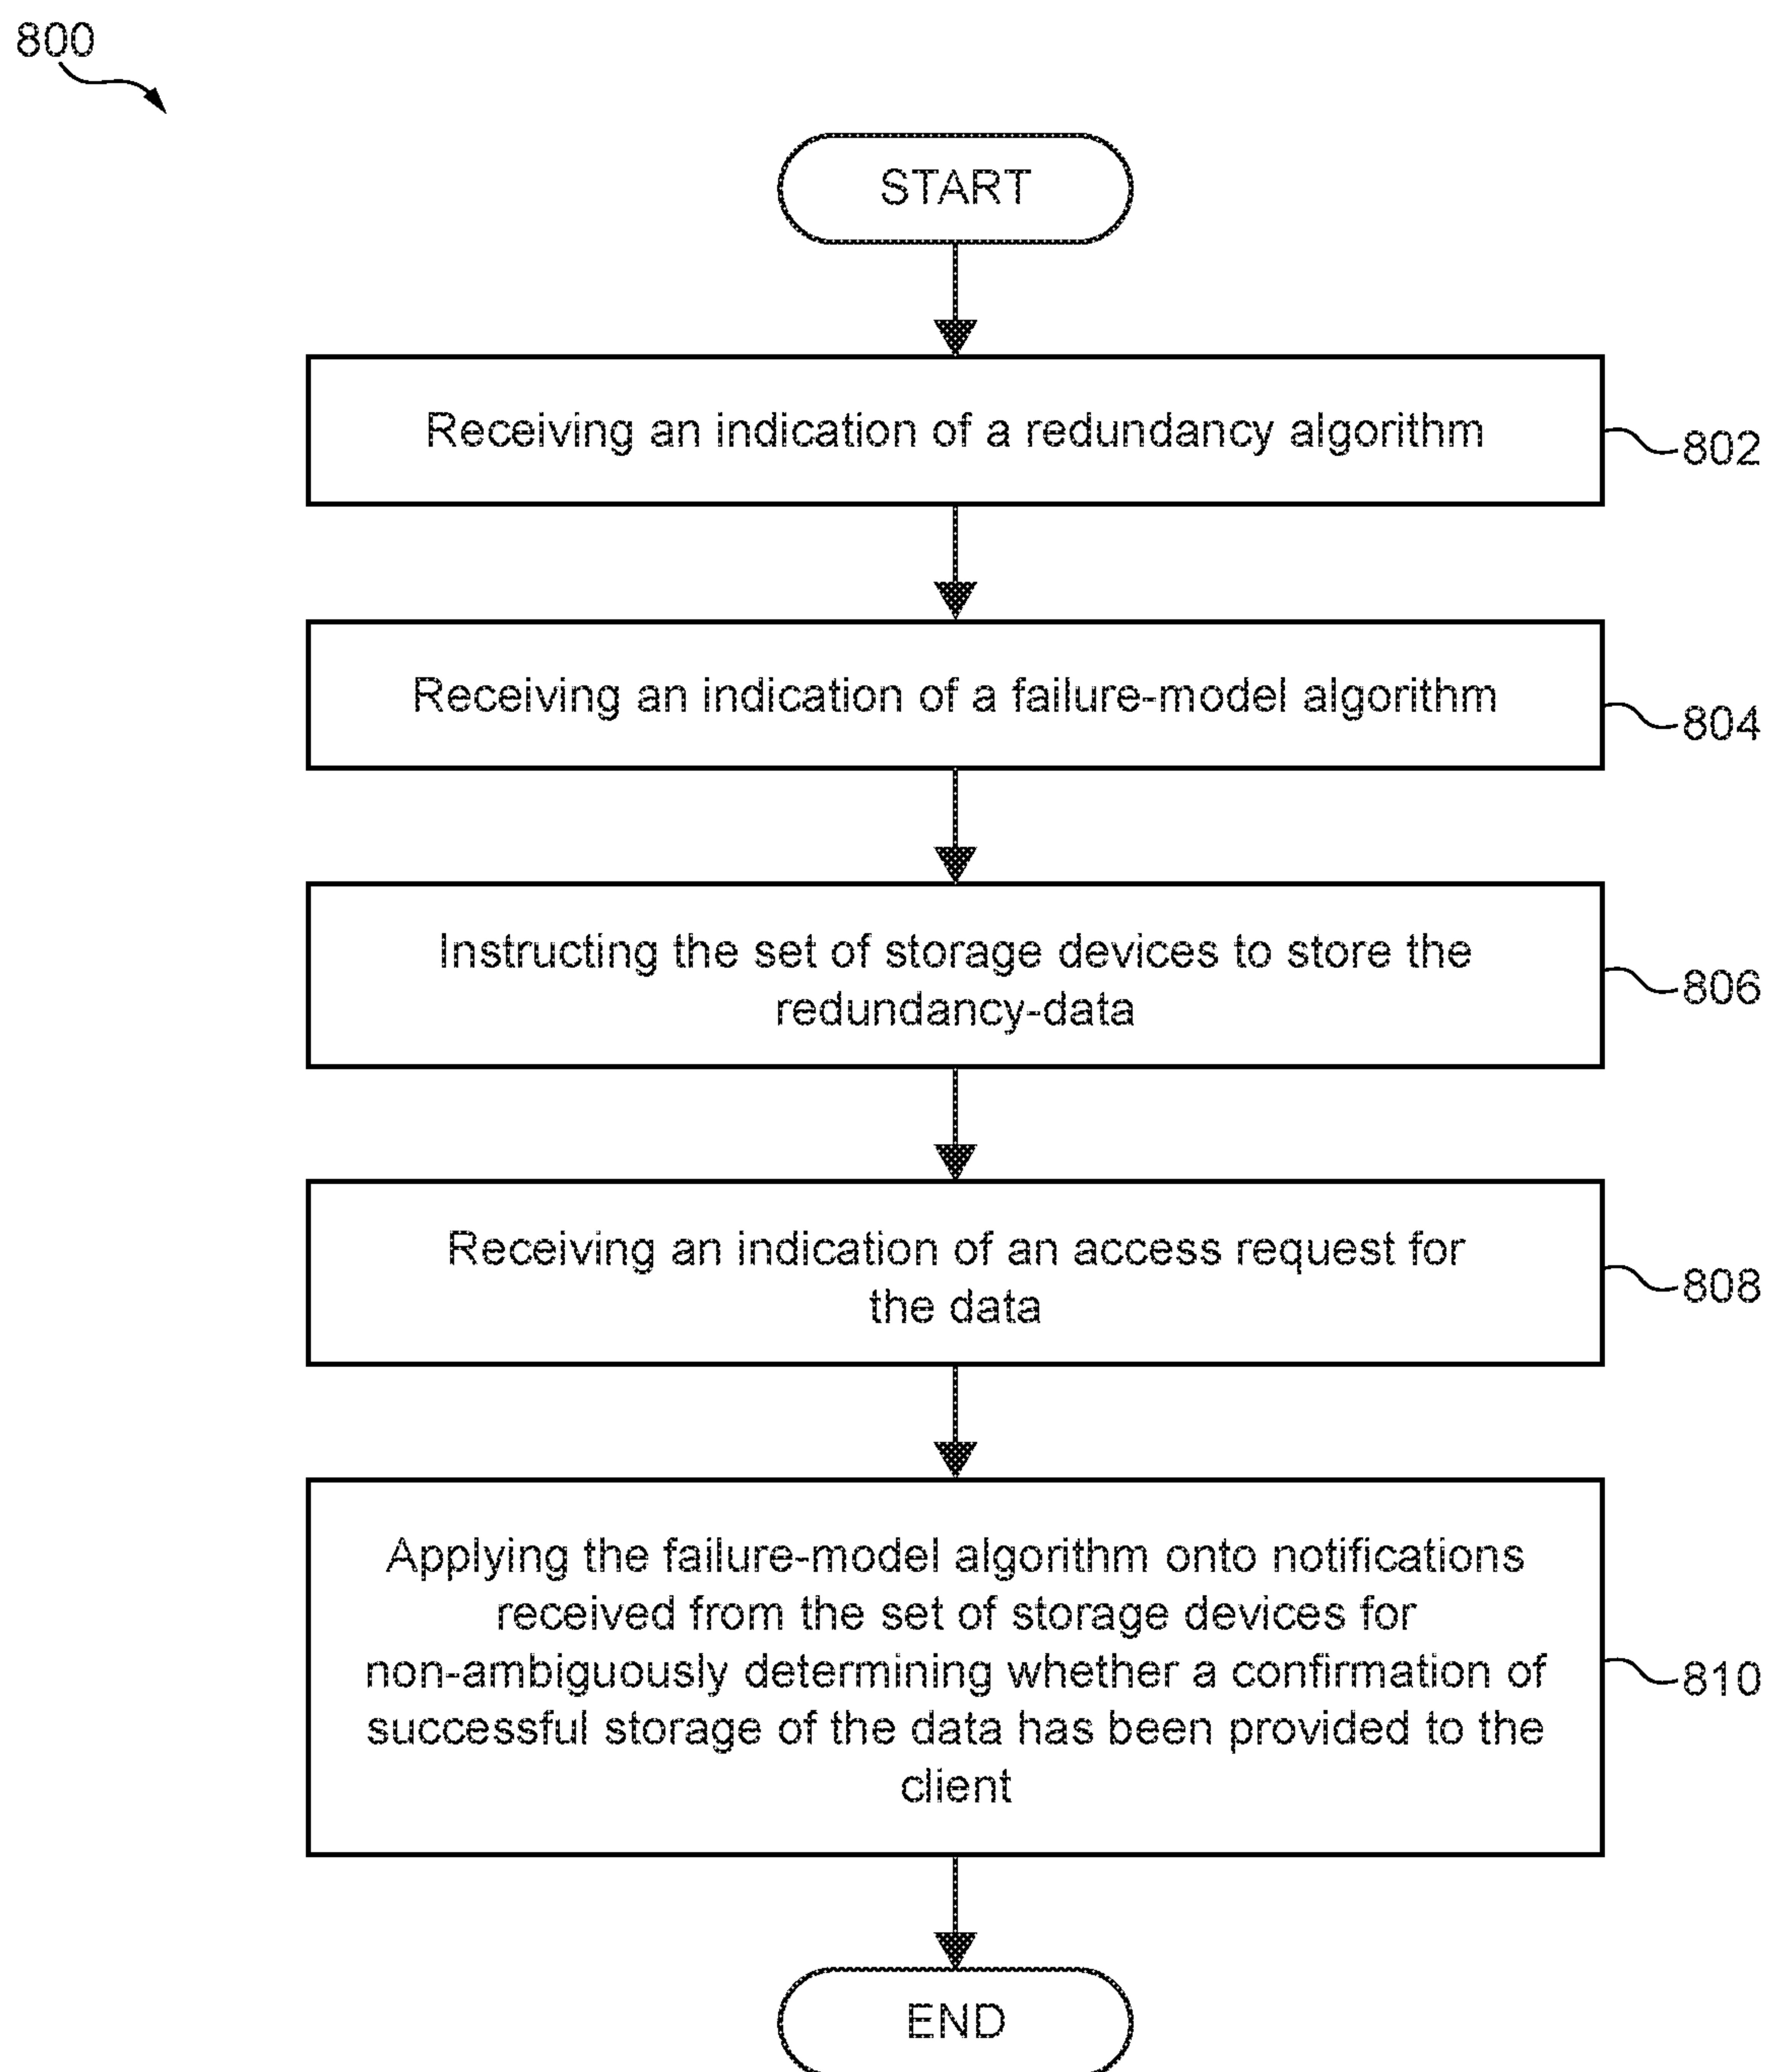 800
START
Receiving an indication of a redundancy algorithm
802
Receiving an indication of a failure-model algorithm
804
Instructing the set of storage devices to store the
redundancy-data
806
Receiving an indication of an access request for
the data
808
Applying the failure-model algorithm onto notifications
received from the set of storage devices for
non-ambiguously determining whether a confirmation of
successful storage of the data has been provided to the
client
810
END